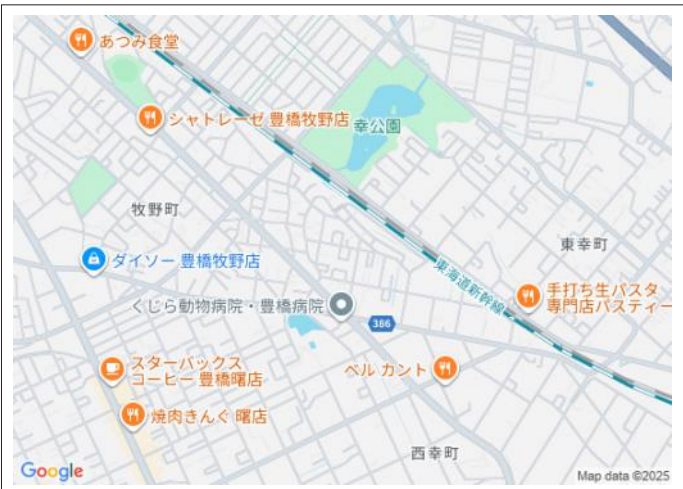 あつみ食堂
シャトレーゼ 豊橋牧野店
幸公園
牧野町
東幸町
ダイソー 豊橋牧野店
東海道新幹線
手打ち生パスタ
専門店パスティー
くじら動物病院・豊橋病院
386
スターバックス
コーヒー 豊橋曙店
ベル カント
焼肉きんぐ 曙店
西幸町
Google
Map data ©2025